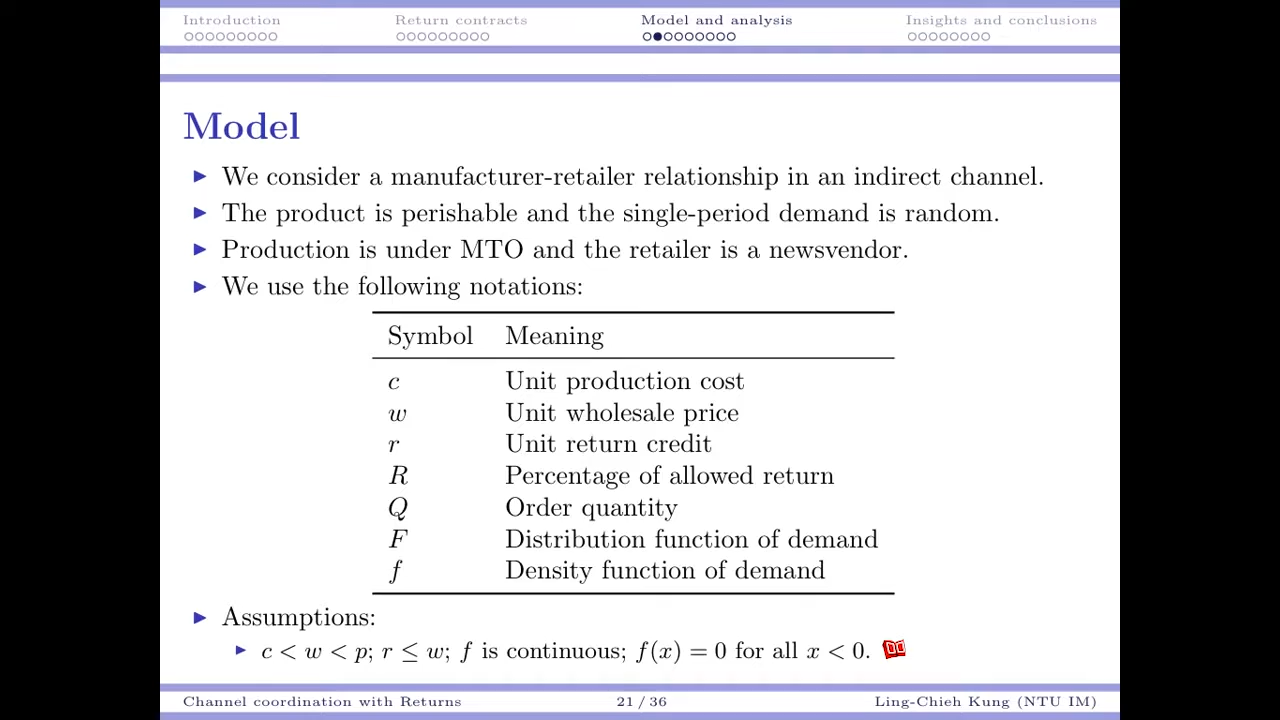 Introduction Return contracts Model and analysis Insights and conclusions
Model
We consider a manufacturer-retailer relationship in an indirect channel.
The product is perishable and the single-period demand is random.
Production is under MTO and the retailer is a newsvendor.
We use the following notations:
Symbol Meaning
c Unit production cost
w Unit wholesale price
r Unit return credit
R Percentage of allowed return
Q Order quantity
F Distribution function of demand
f Density function of demand
Assumptions:
c < w < p; r ≤ w; f is continuous; f(x) = 0 for all x < 0.
Channel coordination with Returns 21 / 36 Ling-Chieh Kung (NTU IM)